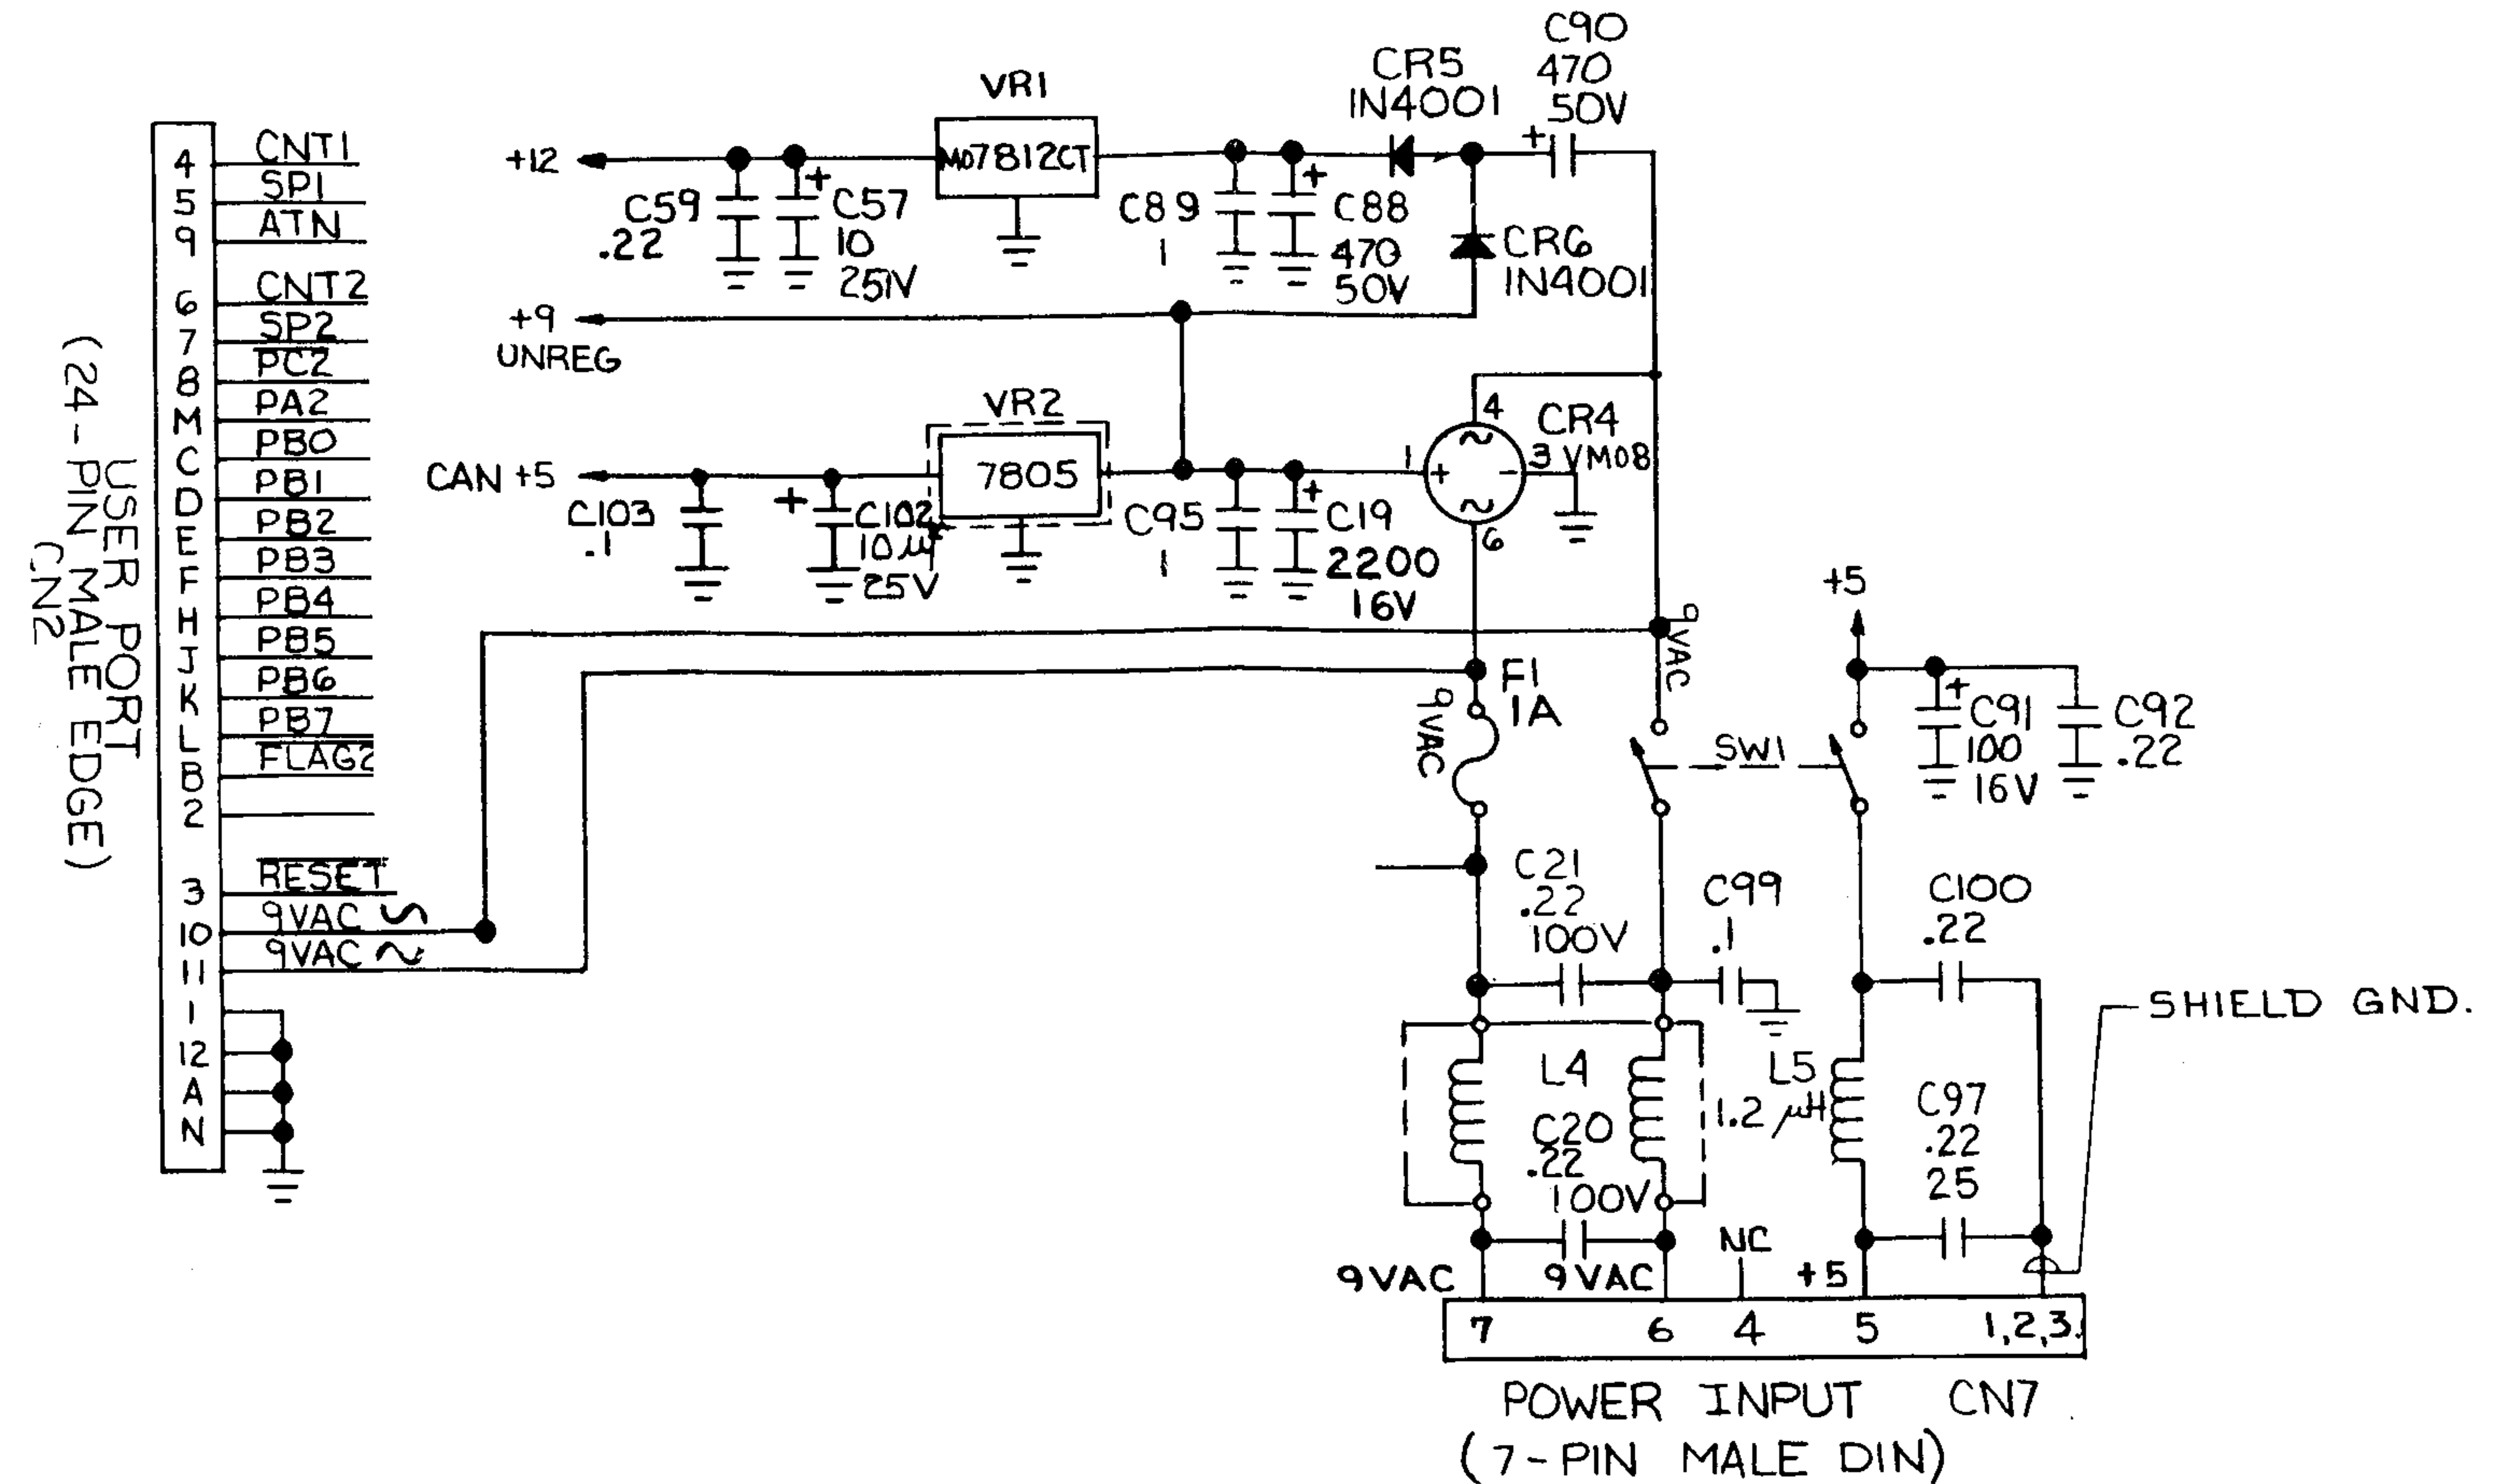 USER PORT
(24-PIN MALE EDGE)
CN2
4 CNT1
5 SP1
9 ATN
6 CNT2
7 SP2
8 PC2
M PA2
C PB0
D PB1
E PB2
F PB3
H PB4
J PB5
K PB6
L PB7
B FLAG2
2
3 RESET
10 9VAC ∿
11 9VAC ~
1
12
A
N
+12
C59
.22
+
C57
10
25V
VR1
M07812CT
C89
1
+
C88
470
50V
CR5
1N4001
C90
470
50V
+
CR6
1N4001
+9
UNREG
CAN +5
C103
.1
+
C102
10µf
25V
VR2
7805
C95
1
+
C19
2200
16V
1
+
~
4
-
3
~
6
CR4
VM08
9VAC
F1
1A
9VAC
SW1
+5
+
C91
100
16V
C92
.22
C21
.22
100V
C99
.1
C100
.22
SHIELD GND.
L4
C20
.22
100V
L5
1.2µH
C97
.22
25
9VAC
9VAC
NC
+5
7
6
4
5
1,2,3.
POWER INPUT CN7
(7-PIN MALE DIN)